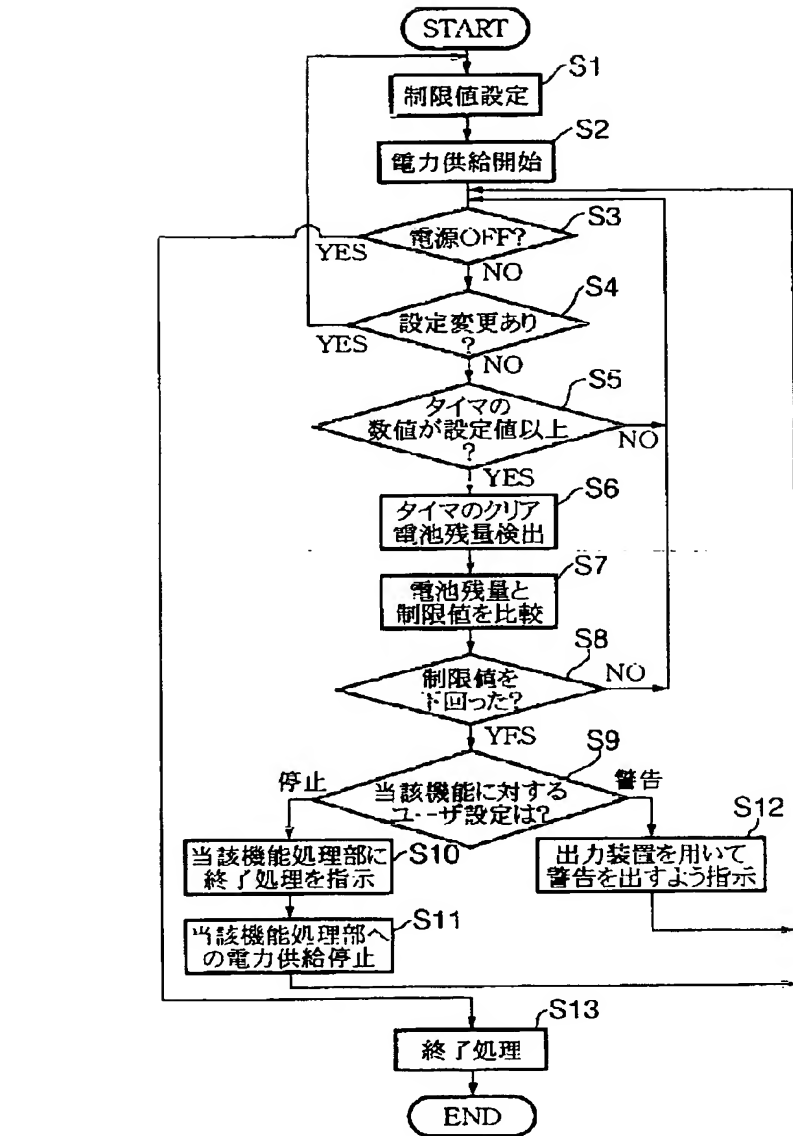 START
S1
制限値設定
S2
電力供給開始
S3
電源OFF?
YES
NO
S4
設定変更あり
?
YES
NO
S5
タイマの
数値が設定値以上
?
NO
YES
S6
タイマのクリア
電池残量検出
S7
電池残量と
制限値を比較
S8
制限値を
下回った?
NO
YES
S9
停止
警告
当該機能に対する
ユーザ設定は?
S12
当該機能処理部に
終了処理を指示
S10
出力装置を用いて
警告を出すよう指示
S11
当該機能処理部へ
の電力供給停止
S13
終了処理
END